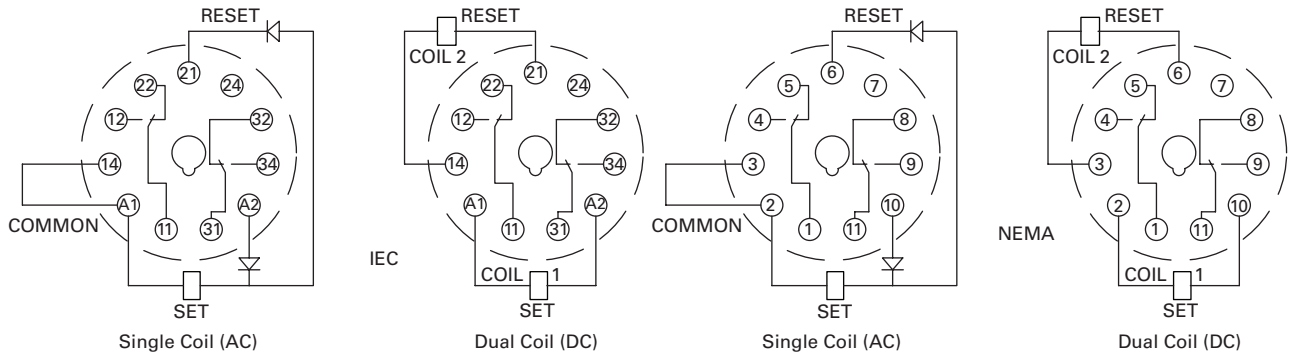 RESET
21
22
24
12
32
14
34
A1
A2
COMMON
11
31
SET
Single Coil (AC)
RESET
COIL 2
21
22
24
12
32
14
34
A1
A2
11
31
IEC
COIL 1
SET
Dual Coil (DC)
RESET
6
5
7
4
8
3
9
2
10
COMMON
1
11
SET
Single Coil (AC)
RESET
COIL 2
6
5
7
4
8
3
9
2
10
1
11
NEMA
COIL 1
SET
Dual Coil (DC)